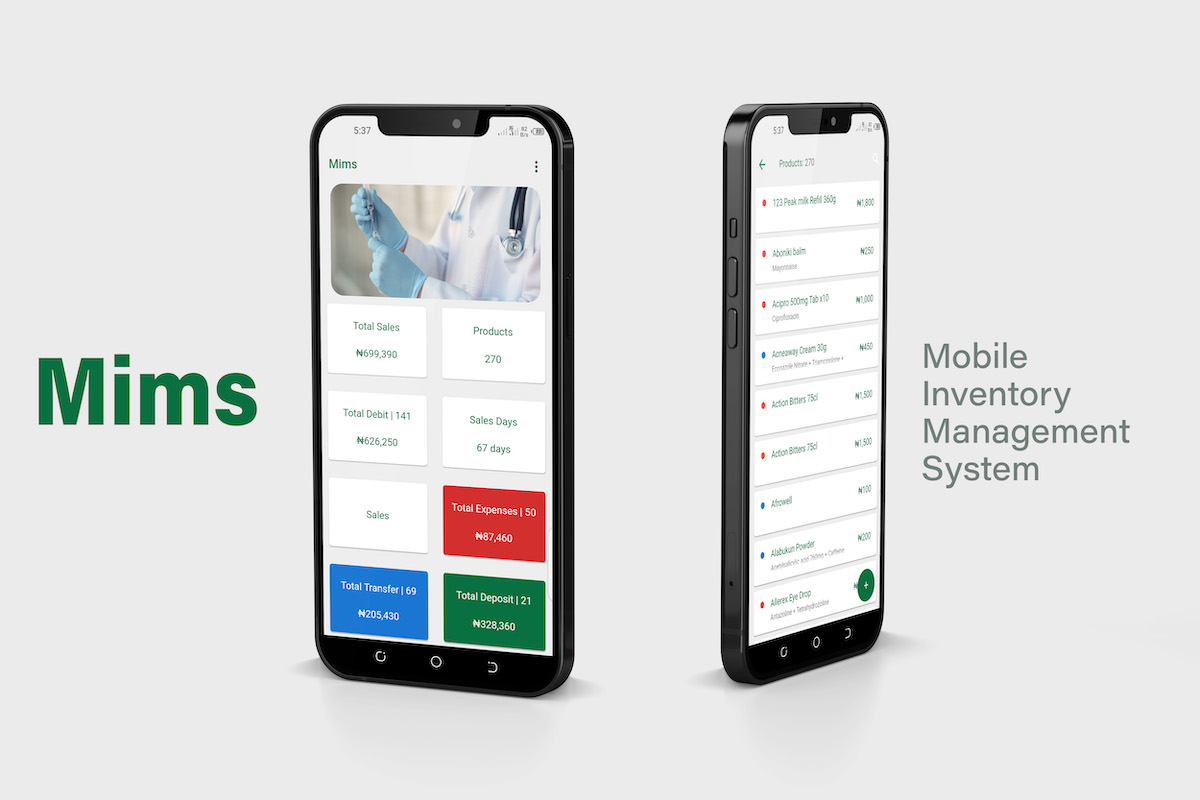 Mims
5:37
Mims
Total Sales
₦699,390
Products
270
Total Debit | 141
₦626,250
Sales Days
67 days
Sales
Total Expenses | 50
₦87,460
Total Transfer | 69
₦205,430
Total Deposit | 21
₦328,360
5:37
Products: 270
123 Peak milk Refill 360g
₦1,800
Aboniki balm
₦250
Mayonnaise
Acipro 500mg Tab x10
₦1,000
Ciprofloxacin
Acneaway Cream 30g
₦450
Econazole Nitrate + Triamcinolone +
Action Bitters 75cl
₦1,500
Action Bitters 75cl
₦1,500
Afrowell
₦100
Alabukun Powder
₦200
Acetylsalicylic acid 760mg + Caffeine
Allerex Eye Drop
Antazoline + Tetrahydrozoline
+
Mobile
Inventory
Management
System